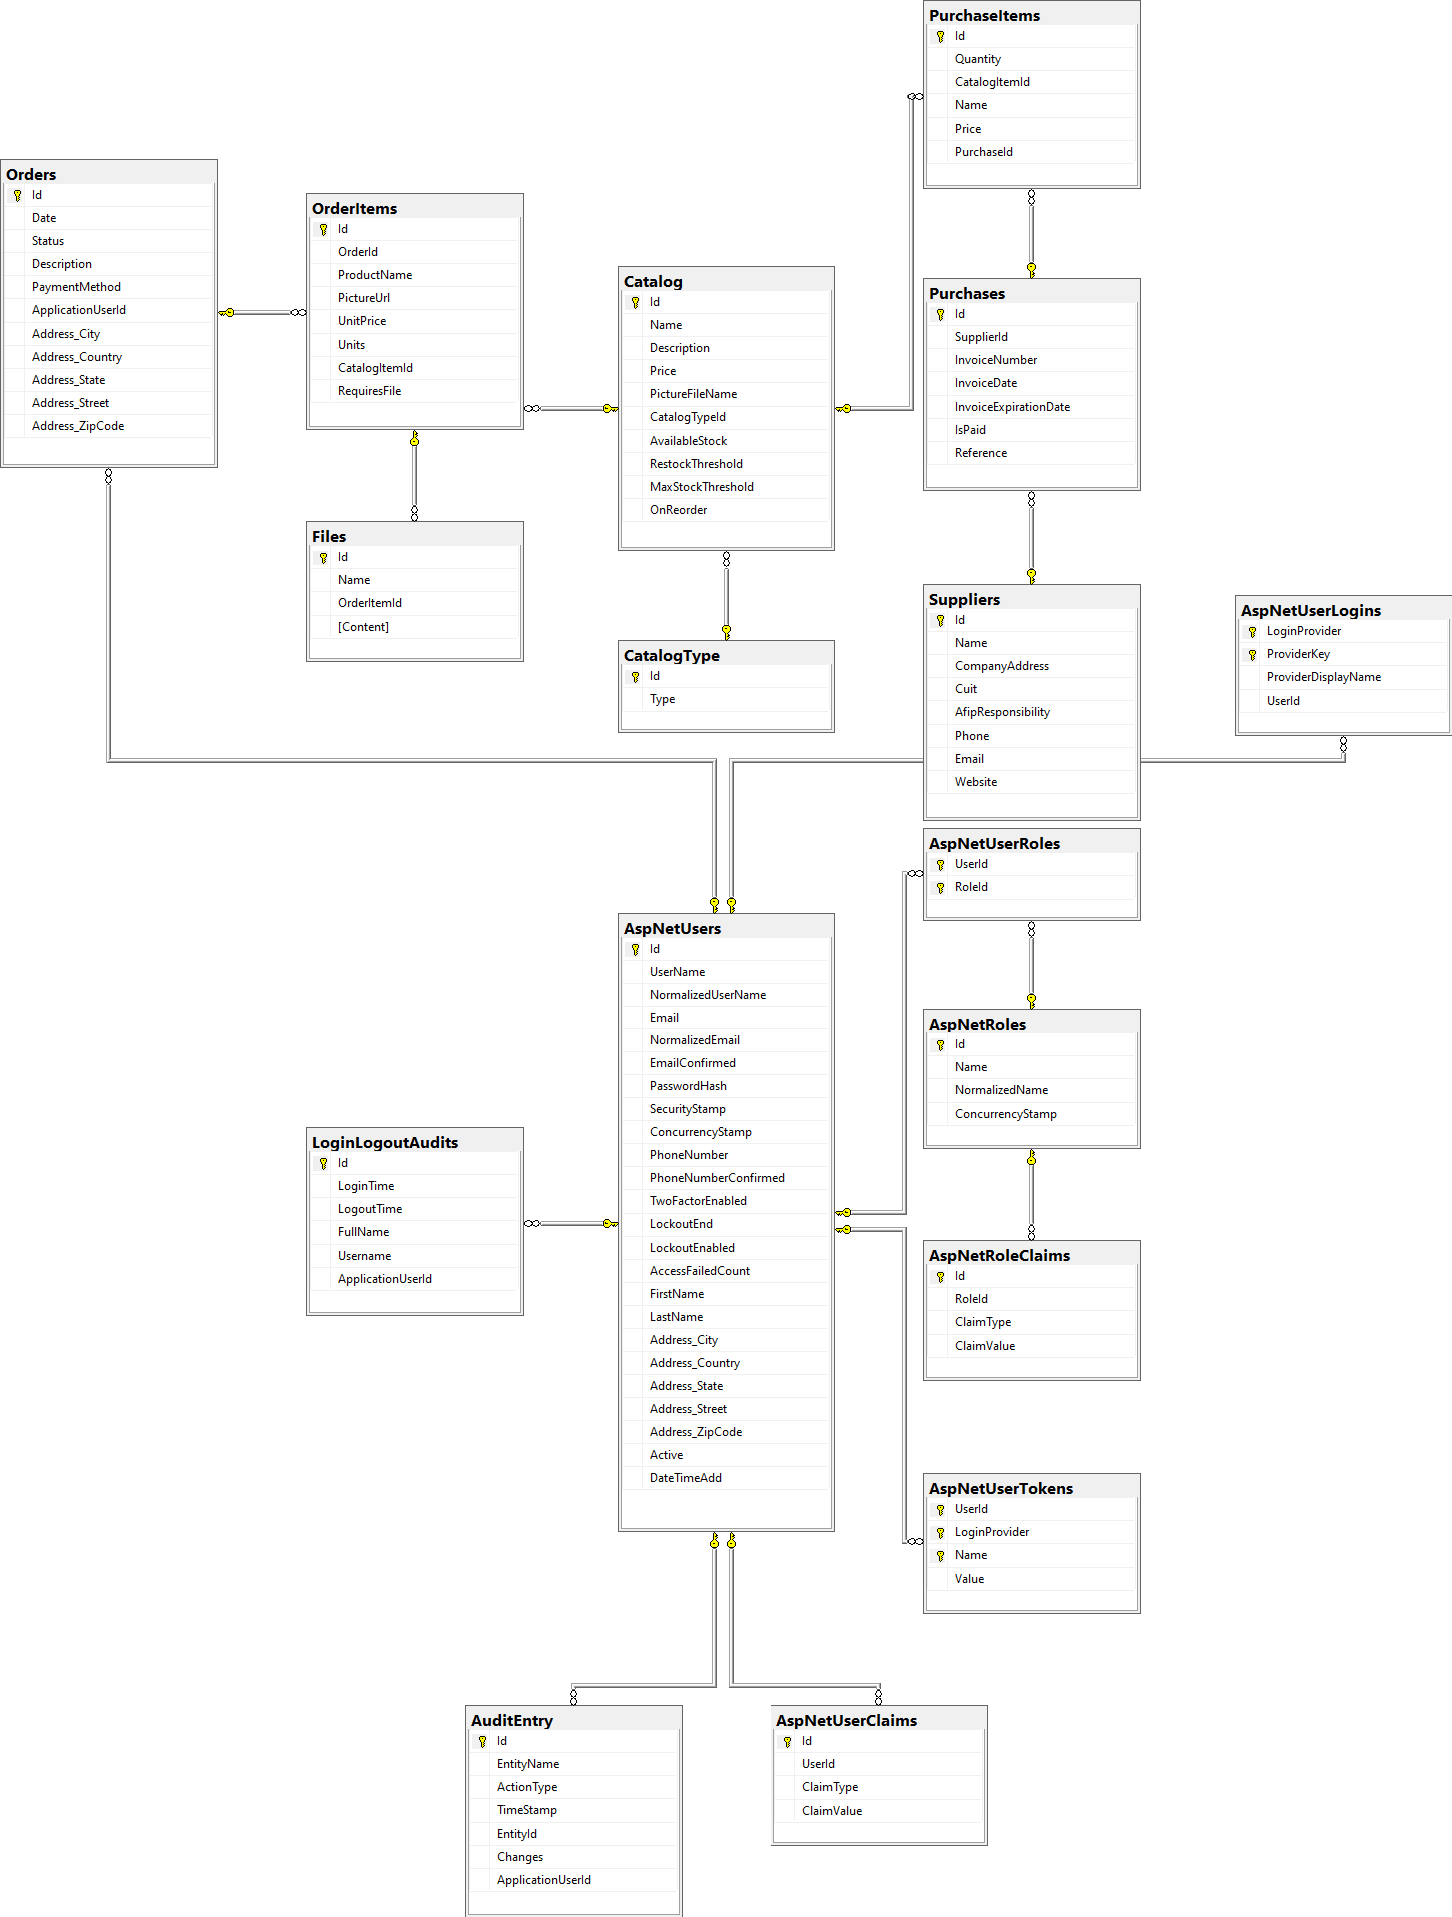 PurchaseItems
Id
Quantity
CatalogItemId
Name
Price
PurchaseId
Orders
Id
Date
Status
Description
PaymentMethod
ApplicationUserId
Address_City
Address_Country
Address_State
Address_Street
Address_ZipCode
OrderItems
Id
OrderId
ProductName
PictureUrl
UnitPrice
Units
CatalogItemId
RequiresFile
Catalog
Id
Name
Description
Price
PictureFileName
CatalogTypeId
AvailableStock
RestockThreshold
MaxStockThreshold
OnReorder
Purchases
Id
SupplierId
InvoiceNumber
InvoiceDate
InvoiceExpirationDate
IsPaid
Reference
Files
Id
Name
OrderItemId
[Content]
CatalogType
Id
Type
Suppliers
Id
Name
CompanyAddress
Cuit
AfipResponsibility
Phone
Email
Website
AspNetUserLogins
LoginProvider
ProviderKey
ProviderDisplayName
UserId
AspNetUserRoles
UserId
RoleId
AspNetUsers
Id
UserName
NormalizedUserName
Email
NormalizedEmail
EmailConfirmed
PasswordHash
SecurityStamp
ConcurrencyStamp
PhoneNumber
PhoneNumberConfirmed
TwoFactorEnabled
LockoutEnd
LockoutEnabled
AccessFailedCount
FirstName
LastName
Address_City
Address_Country
Address_State
Address_Street
Address_ZipCode
Active
DateTimeAdd
AspNetRoles
Id
Name
NormalizedName
ConcurrencyStamp
LoginLogoutAudits
Id
LoginTime
LogoutTime
FullName
Username
ApplicationUserId
AspNetRoleClaims
Id
RoleId
ClaimType
ClaimValue
AspNetUserTokens
UserId
LoginProvider
Name
Value
AuditEntry
Id
EntityName
ActionType
TimeStamp
EntityId
Changes
ApplicationUserId
AspNetUserClaims
Id
UserId
ClaimType
ClaimValue